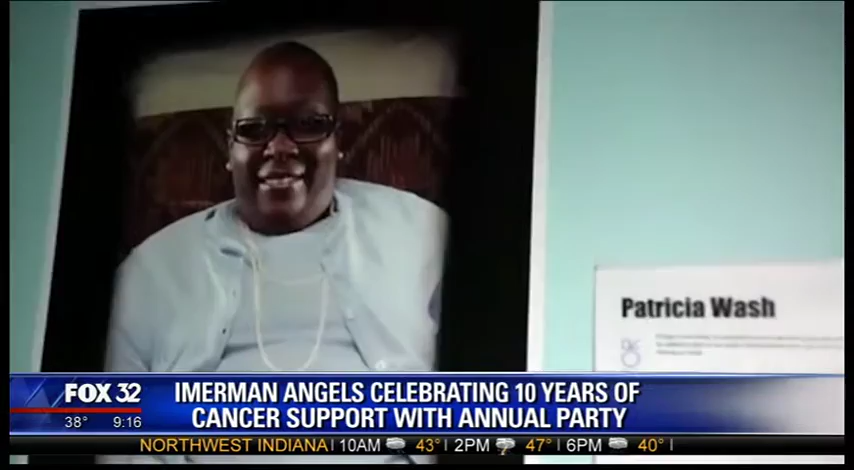 Patricia Wash
FOX 32
38° 9:16
IMERMAN ANGELS CELEBRATING 10 YEARS OF
CANCER SUPPORT WITH ANNUAL PARTY
NORTHWEST INDIANA | 10AM 43° | 2PM 47° | 6PM 40° |